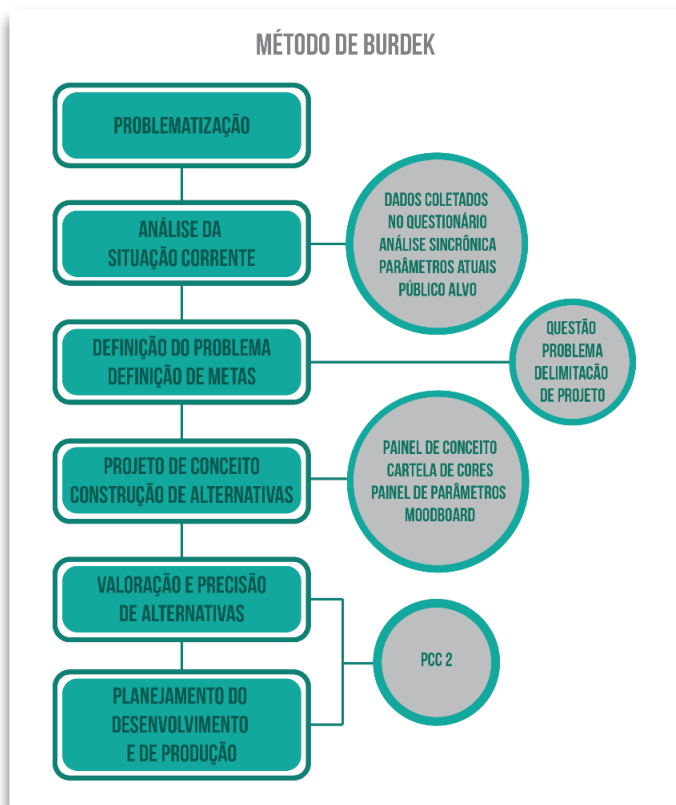 MÉTODO DE BURDEK
PROBLEMATIZAÇÃO
ANÁLISE DA
SITUAÇÃO CORRENTE
DADOS COLETADOS
NO QUESTIONÁRIO
ANÁLISE SINCRÔNICA
PARÂMETROS ATUAIS
PÚBLICO ALVO
DEFINIÇÃO DO PROBLEMA
DEFINIÇÃO DE METAS
QUESTÃO
PROBLEMA
DELIMITACÃO
DE PROJETO
PROJETO DE CONCEITO
CONSTRUÇÃO DE ALTERNATIVAS
PAINEL DE CONCEITO
CARTELA DE CORES
PAINEL DE PARÂMETROS
MOODBOARD
VALORAÇÃO E PRECISÃO
DE ALTERNATIVAS
PCC 2
PLANEJAMENTO DO
DESENVOLVIMENTO
E DE PRODUÇÃO